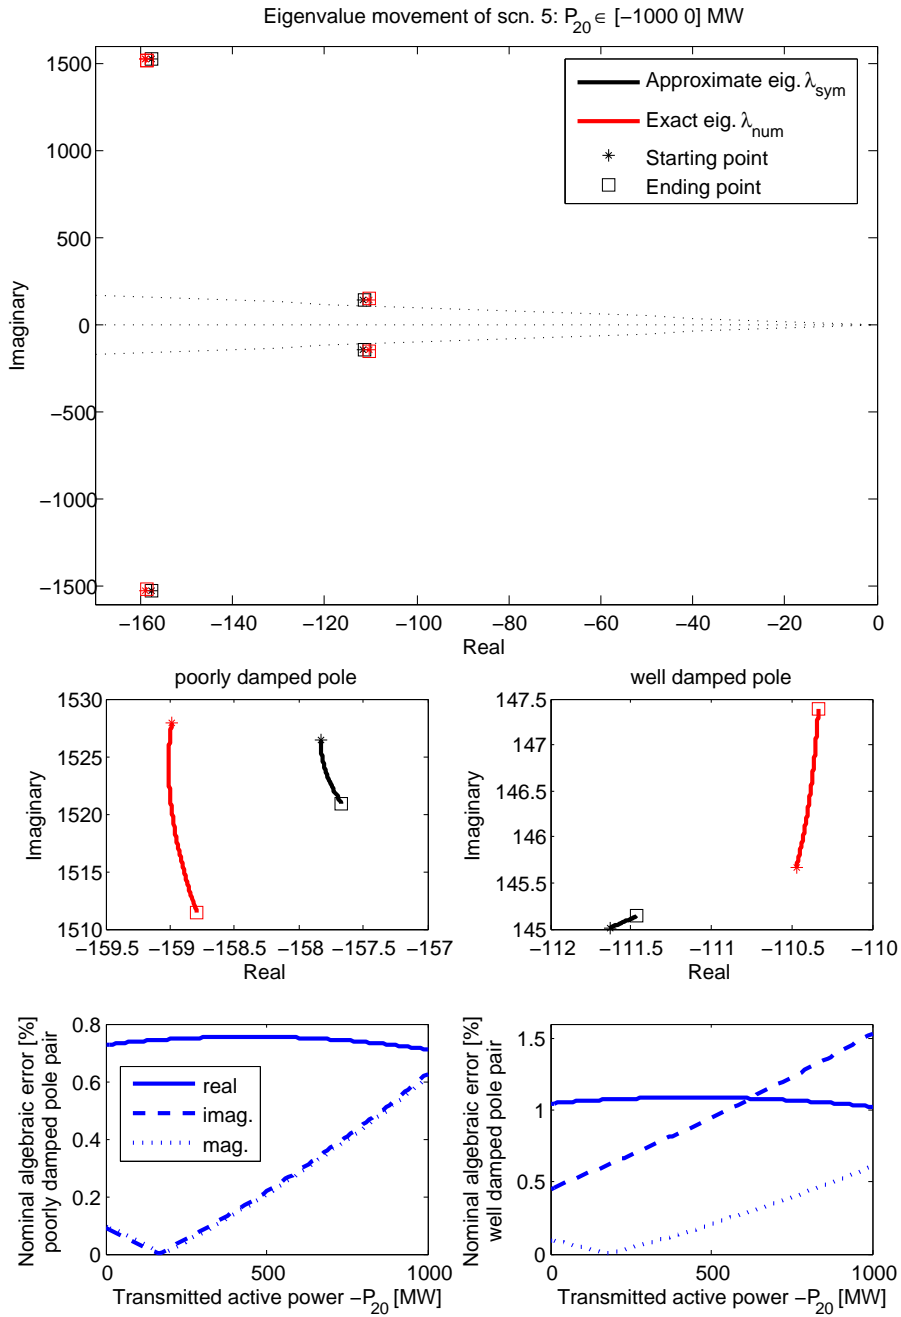 Eigenvalue movement of scn. 5: P20 ∈ [−1000 0] MW
1500
1000
500
0
−500
−1000
−1500
Imaginary
−160
−140
−120
−100
−80
−60
−40
−20
0
Real
Approximate eig. λsym
Exact eig. λnum
Starting point
Ending point
poorly damped pole
1530
1525
1520
1515
1510
Imaginary
−159.5
−159
−158.5
−158
−157.5
−157
Real
well damped pole
147.5
147
146.5
146
145.5
145
Imaginary
−112
−111.5
−111
−110.5
−110
Real
0.8
0.6
0.4
0.2
0
Nominal algebraic error [%]
poorly damped pole pair
real
imag.
mag.
0
500
1000
Transmitted active power −P20 [MW]
1.5
1
0.5
0
Nominal algebraic error [%]
well damped pole pair
0
500
1000
Transmitted active power −P20 [MW]